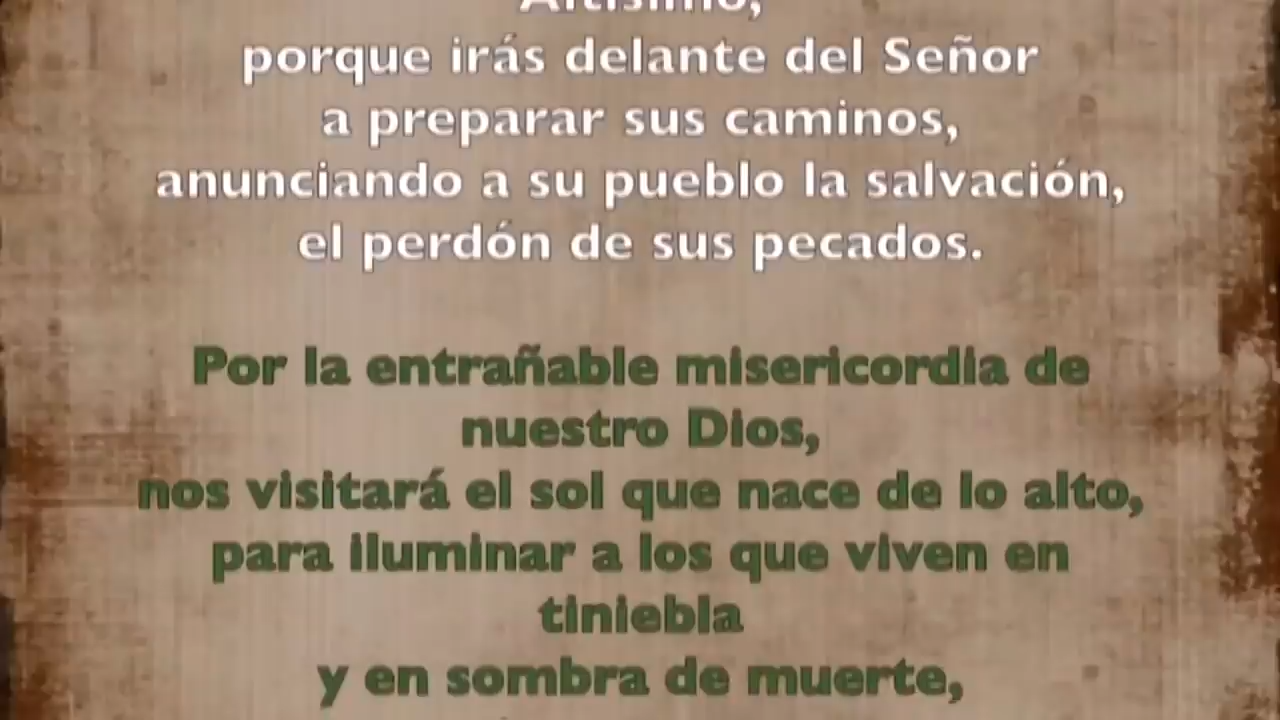 Altísimo,
porque irás delante del Señor
a preparar sus caminos,
anunciando a su pueblo la salvación,
el perdón de sus pecados.
Por la entrañable misericordia de
nuestro Dios,
nos visitará el sol que nace de lo alto,
para iluminar a los que viven en
tiniebla
y en sombra de muerte,